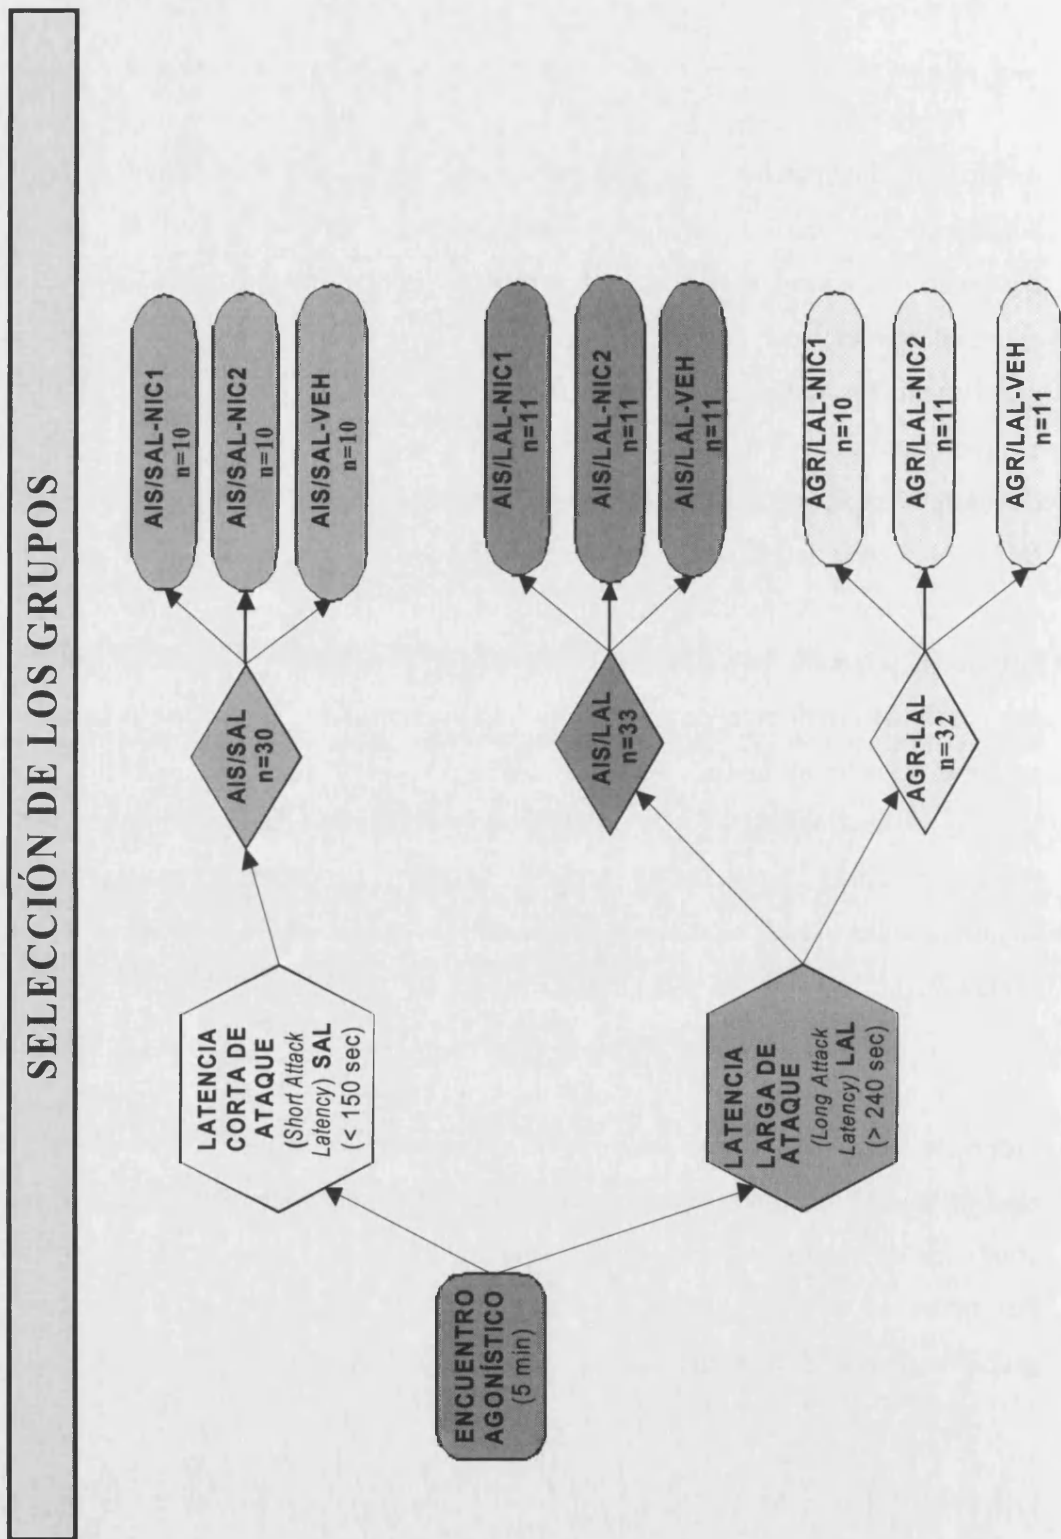 SELECCIÓN DE LOS GRUPOS
ENCUENTRO
AGONÍSTICO
(5 min)
LATENCIA
CORTA DE
ATAQUE
(Short Attack
Latency) SAL
(< 150 sec)
LATENCIA
LARGA DE
ATAQUE
(Long Attack
Latency) LAL
(> 240 sec)
AIS/SAL
n=30
AIS/LAL
n=33
AGR-LAL
n=32
AIS/SAL-NIC1
n=10
AIS/SAL-NIC2
n=10
AIS/SAL-VEH
n=10
AIS/LAL-NIC1
n=11
AIS/LAL-NIC2
n=11
AIS/LAL-VEH
n=11
AGR/LAL-NIC1
n=10
AGR/LAL-NIC2
n=11
AGR/LAL-VEH
n=11